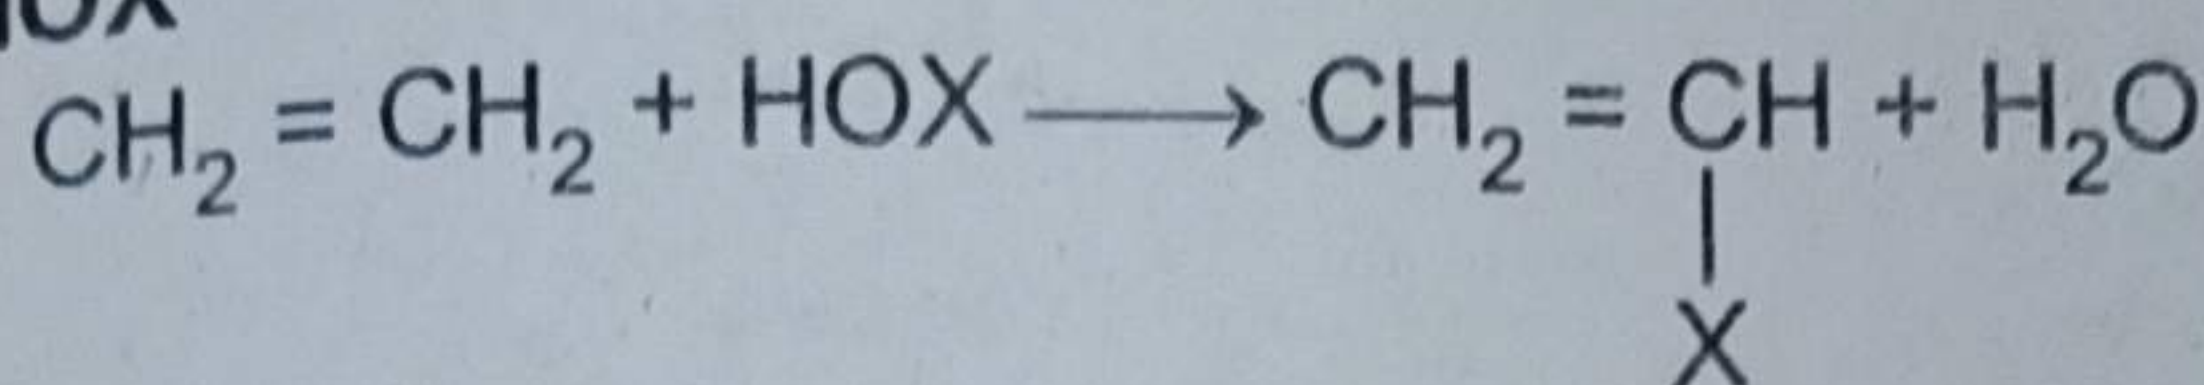 CH₂ = CH₂ + HOX ⟶ CH₂ = CH + H₂O
|
X